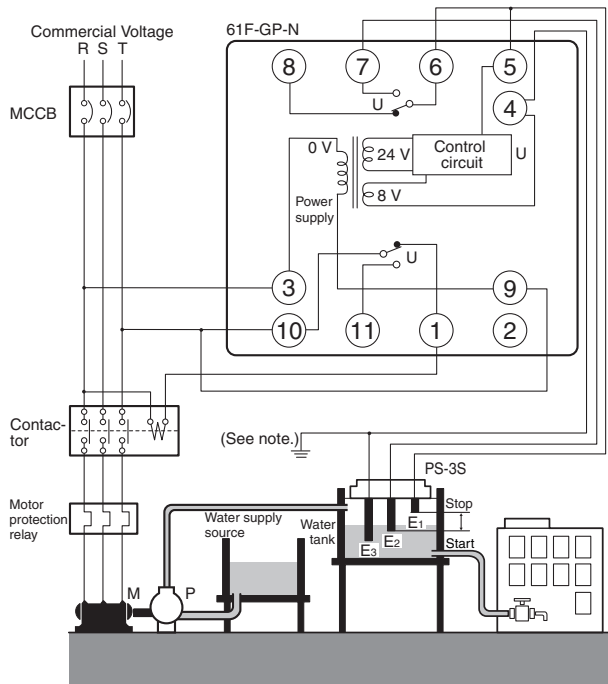 Commercial Voltage
R S T
MCCB
61F-GP-N
8
7
6
5
4
U
0 V
24 V
Control
circuit
U
8 V
Power
supply
U
3
9
10
11
1
2
Contac-
tor
(See note.)
PS-3S
Motor
protection
relay
Water supply
source
Water
tank
Stop
E1
E2
E3
Start
M
P